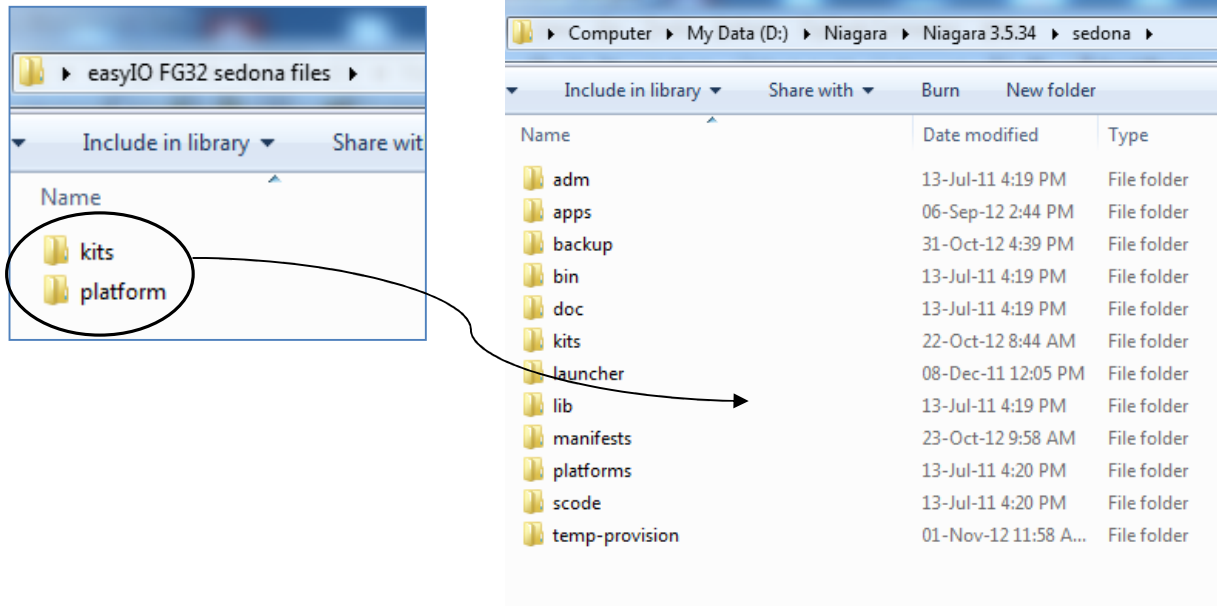 easyIO FG32 sedona files
Include in library Share wit
Name
kits
platform
Computer My Data (D:) Niagara Niagara 3.5.34 sedona
Include in library Share with Burn New folder
Name Date modified Type
adm 13-Jul-11 4:19 PM File folder
apps 06-Sep-12 2:44 PM File folder
backup 31-Oct-12 4:39 PM File folder
bin 13-Jul-11 4:19 PM File folder
doc 13-Jul-11 4:19 PM File folder
kits 22-Oct-12 8:44 AM File folder
launcher 08-Dec-11 12:05 PM File folder
lib 13-Jul-11 4:19 PM File folder
manifests 23-Oct-12 9:58 AM File folder
platforms 13-Jul-11 4:20 PM File folder
scode 13-Jul-11 4:20 PM File folder
temp-provision 01-Nov-12 11:58 A... File folder